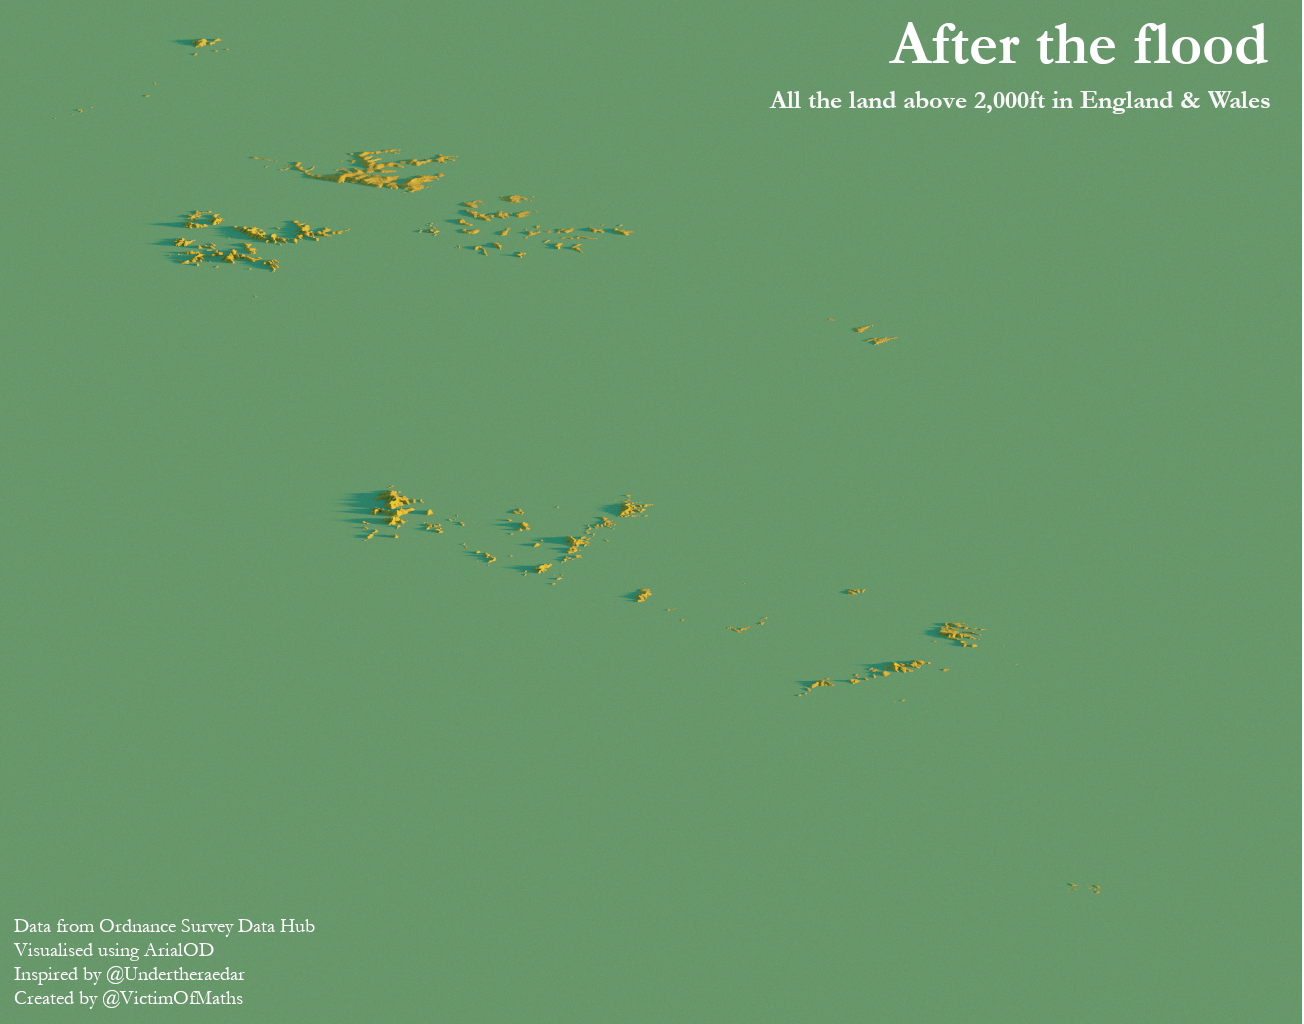 After the flood
All the land above 2,000ft in England & Wales
Data from Ordnance Survey Data Hub
Visualised using ArialOD
Inspired by @Undertheraedar
Created by @VictimOfMaths